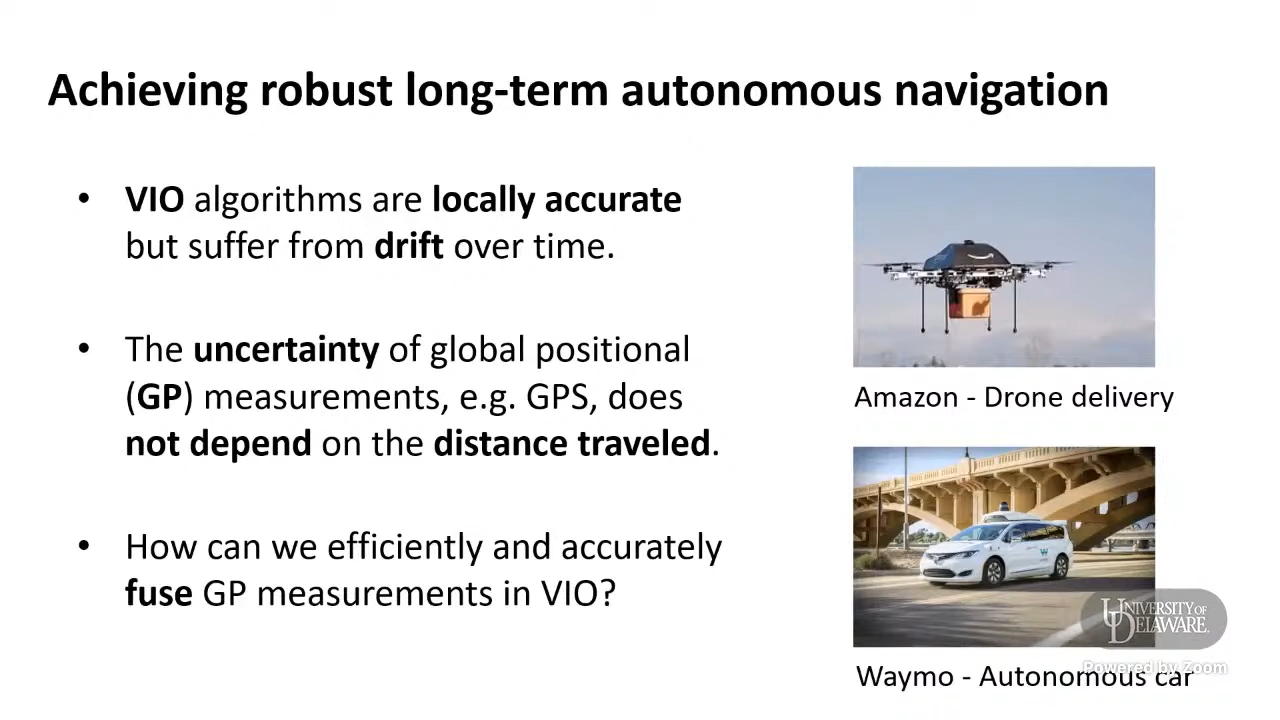 Achieving robust long-term autonomous navigation
• VIO algorithms are locally accurate
but suffer from drift over time.
• The uncertainty of global positional
(GP) measurements, e.g. GPS, does
not depend on the distance traveled.
• How can we efficiently and accurately
fuse GP measurements in VIO?
Amazon - Drone delivery
UNIVERSITY OF
DELAWARE.
Powered by Zoom
Waymo - Autonomous car